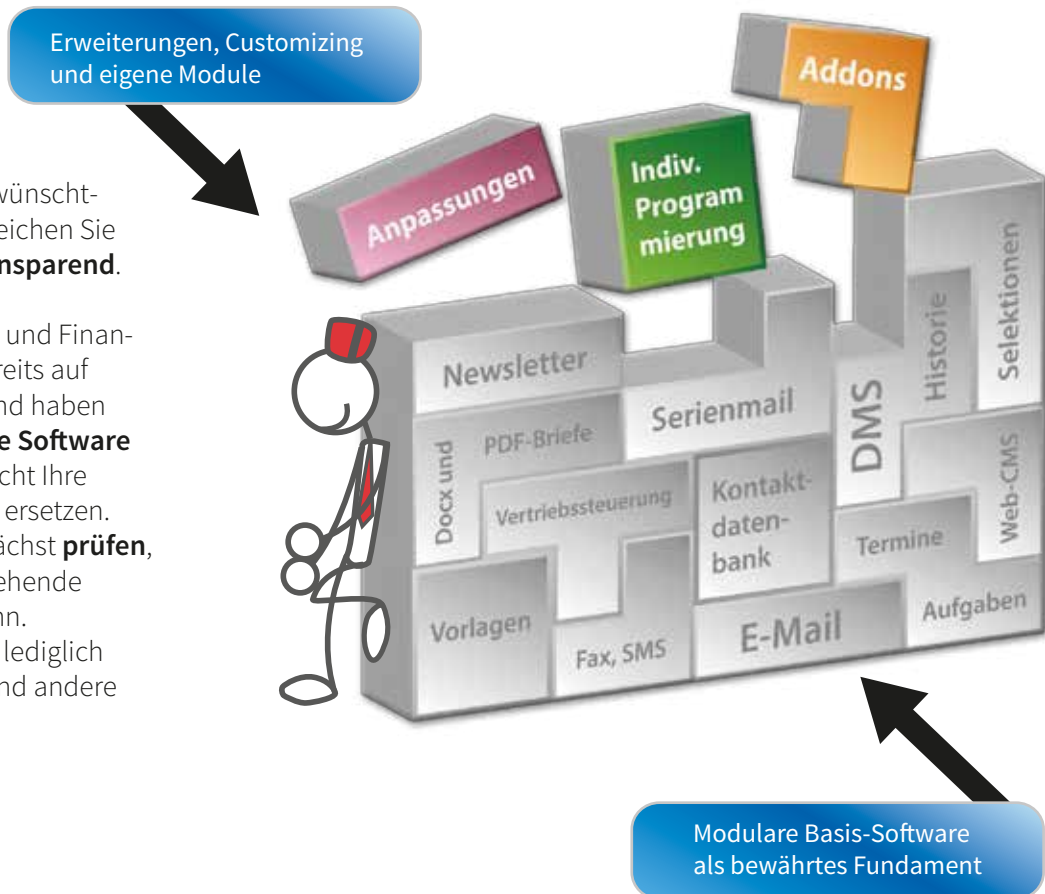 Erweiterungen, Customizing
und eigene Module
wünscht-
eichen Sie
nsparend.
und Finan-
reits auf
nd haben
e Software
cht Ihre
ersetzen.
ächst prüfen,
ehende
nn.
lediglich
nd andere
Anpassungen
Indiv.
Program
mierung
Addons
Newsletter
Serienmail
DMS
Historie
Selektionen
Docx und
PDF-Briefe
Vertriebssteuerung
Kontakt-
daten-
bank
Termine
Web-CMS
Vorlagen
Fax, SMS
E-Mail
Aufgaben
Modulare Basis-Software
als bewährtes Fundament